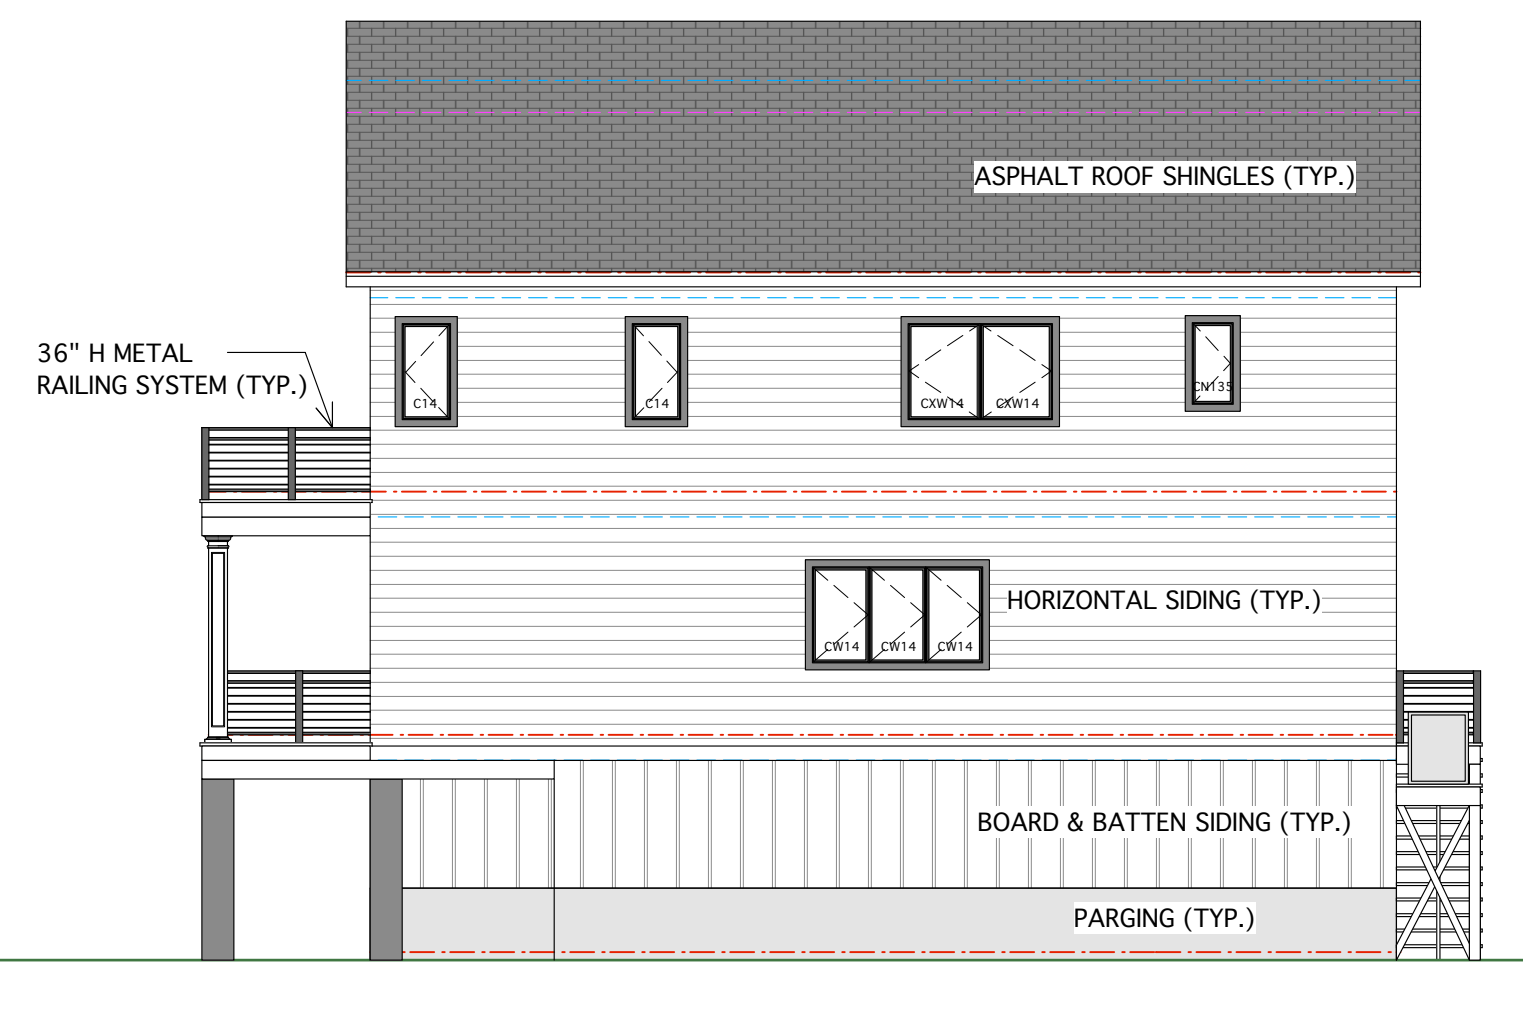 ASPHALT ROOF SHINGLES (TYP.)
36" H METAL
RAILING SYSTEM (TYP.)
C14
C14
CXW14
CXW14
CN135
HORIZONTAL SIDING (TYP.)
CW14
CW14
CW14
BOARD & BATTEN SIDING (TYP.)
PARGING (TYP.)